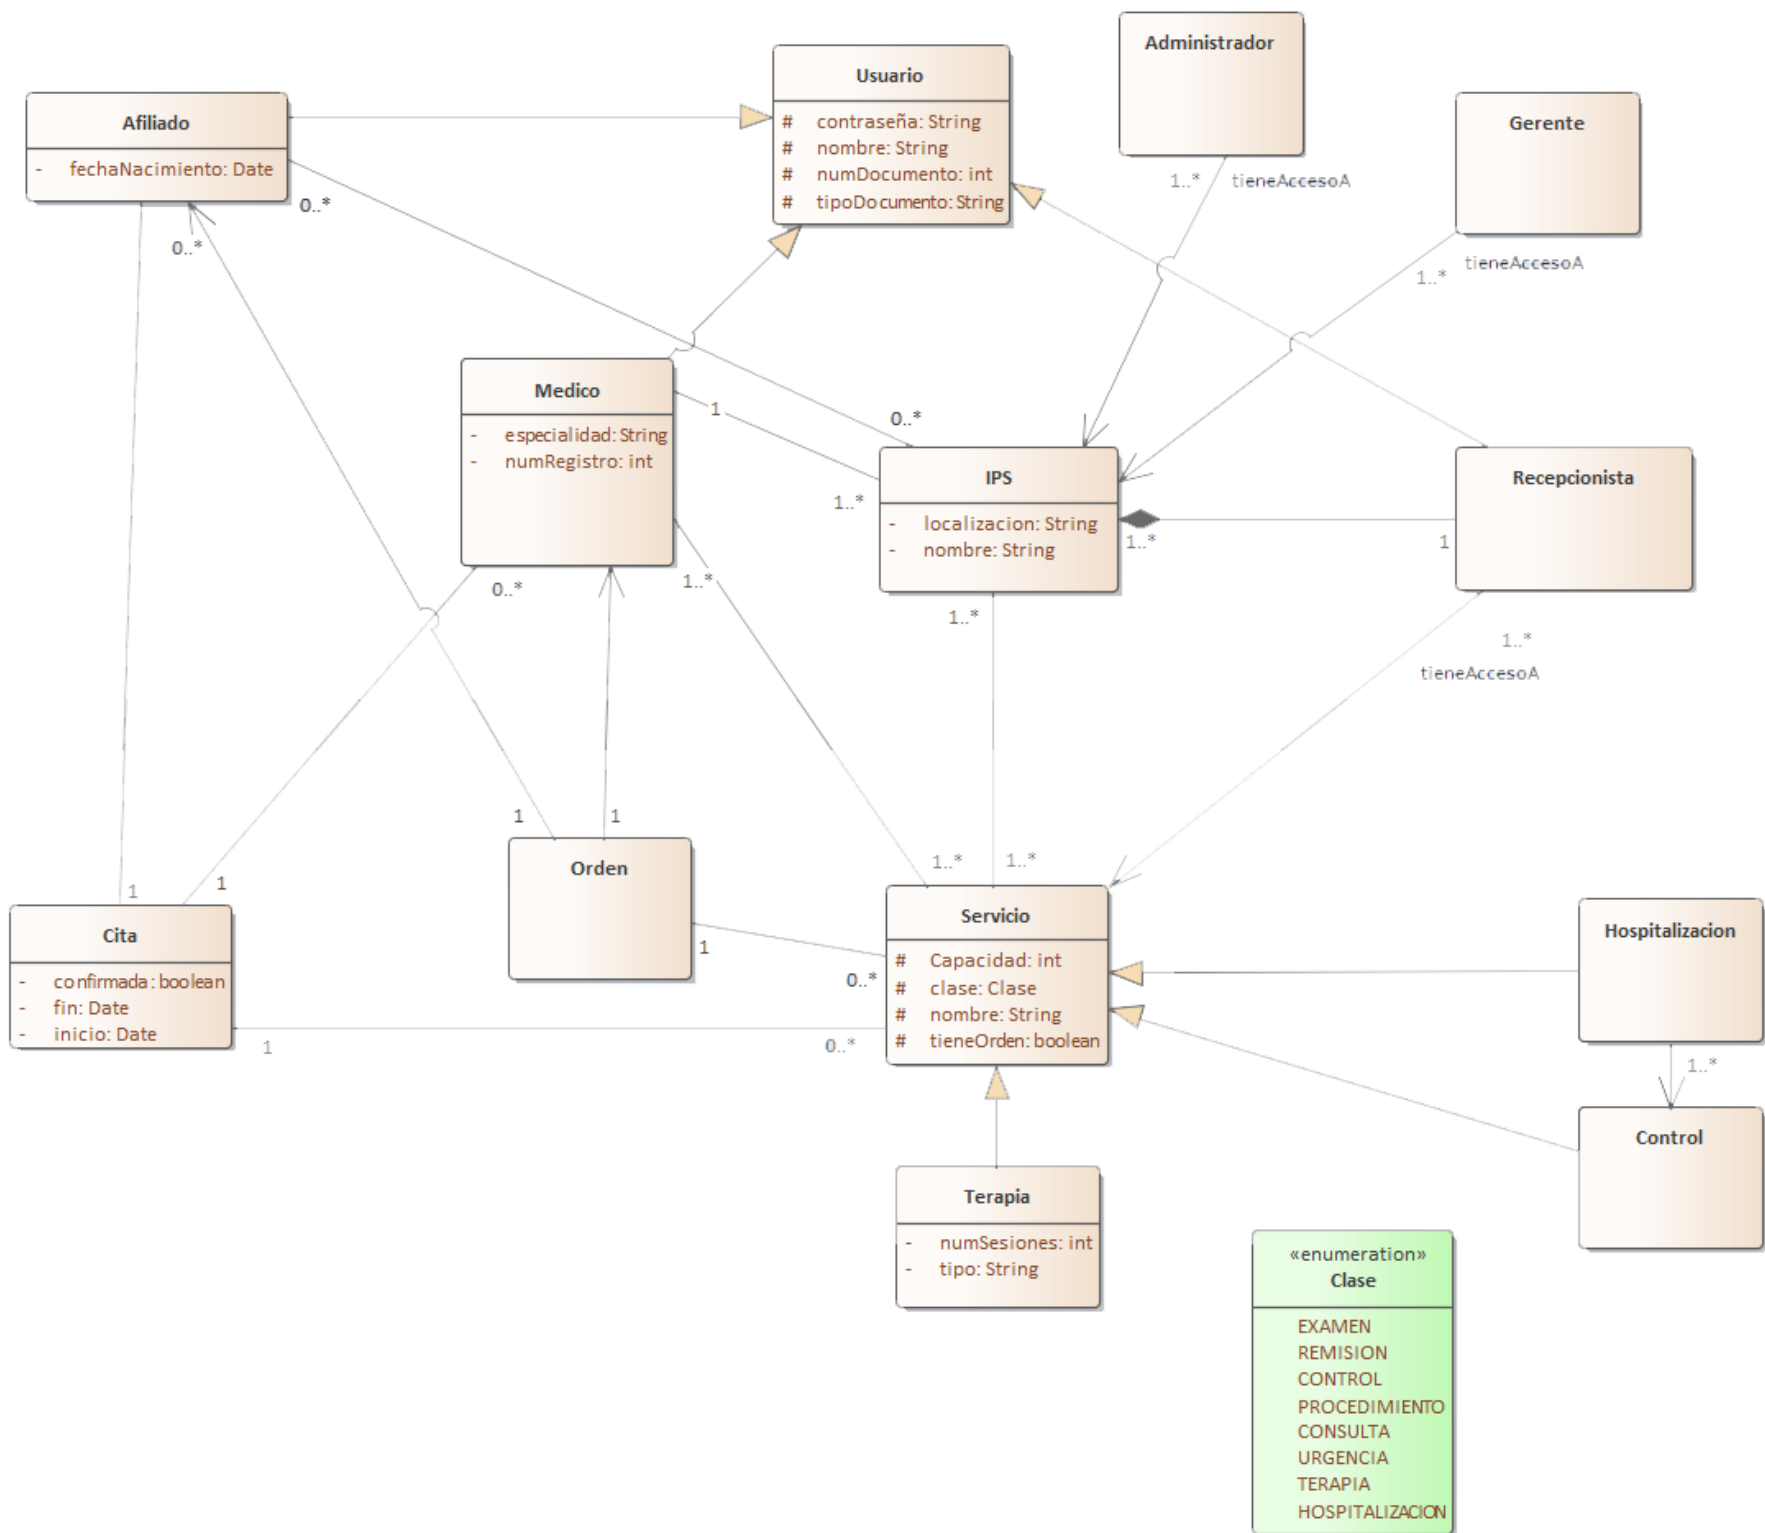 Administrador
Usuario
# contraseña: String
# nombre: String
# numDocumento: int
# tipoDocumento: String
Afiliado
- fechaNacimiento: Date
Gerente
1..* tieneAccesoA
0..*
0..*
tieneAccesoA
1..*
Medico
- especialidad: String
- numRegistro: int
1
0..*
1..*
IPS
- localizacion: String
- nombre: String
Recepcionista
1..*
1
0..*
1..*
1..*
1..*
tieneAccesoA
1
1
1..*
1..*
1
1
Orden
Cita
- confirmada: boolean
- fin: Date
- inicio: Date
1
0..*
Servicio
# Capacidad: int
# clase: Clase
# nombre: String
# tieneOrden: boolean
Hospitalizacion
1
0..*
1..*
Control
Terapia
- numSesiones: int
- tipo: String
«enumeration»
Clase
EXAMEN
REMISION
CONTROL
PROCEDIMIENTO
CONSULTA
URGENCIA
TERAPIA
HOSPITALIZACION